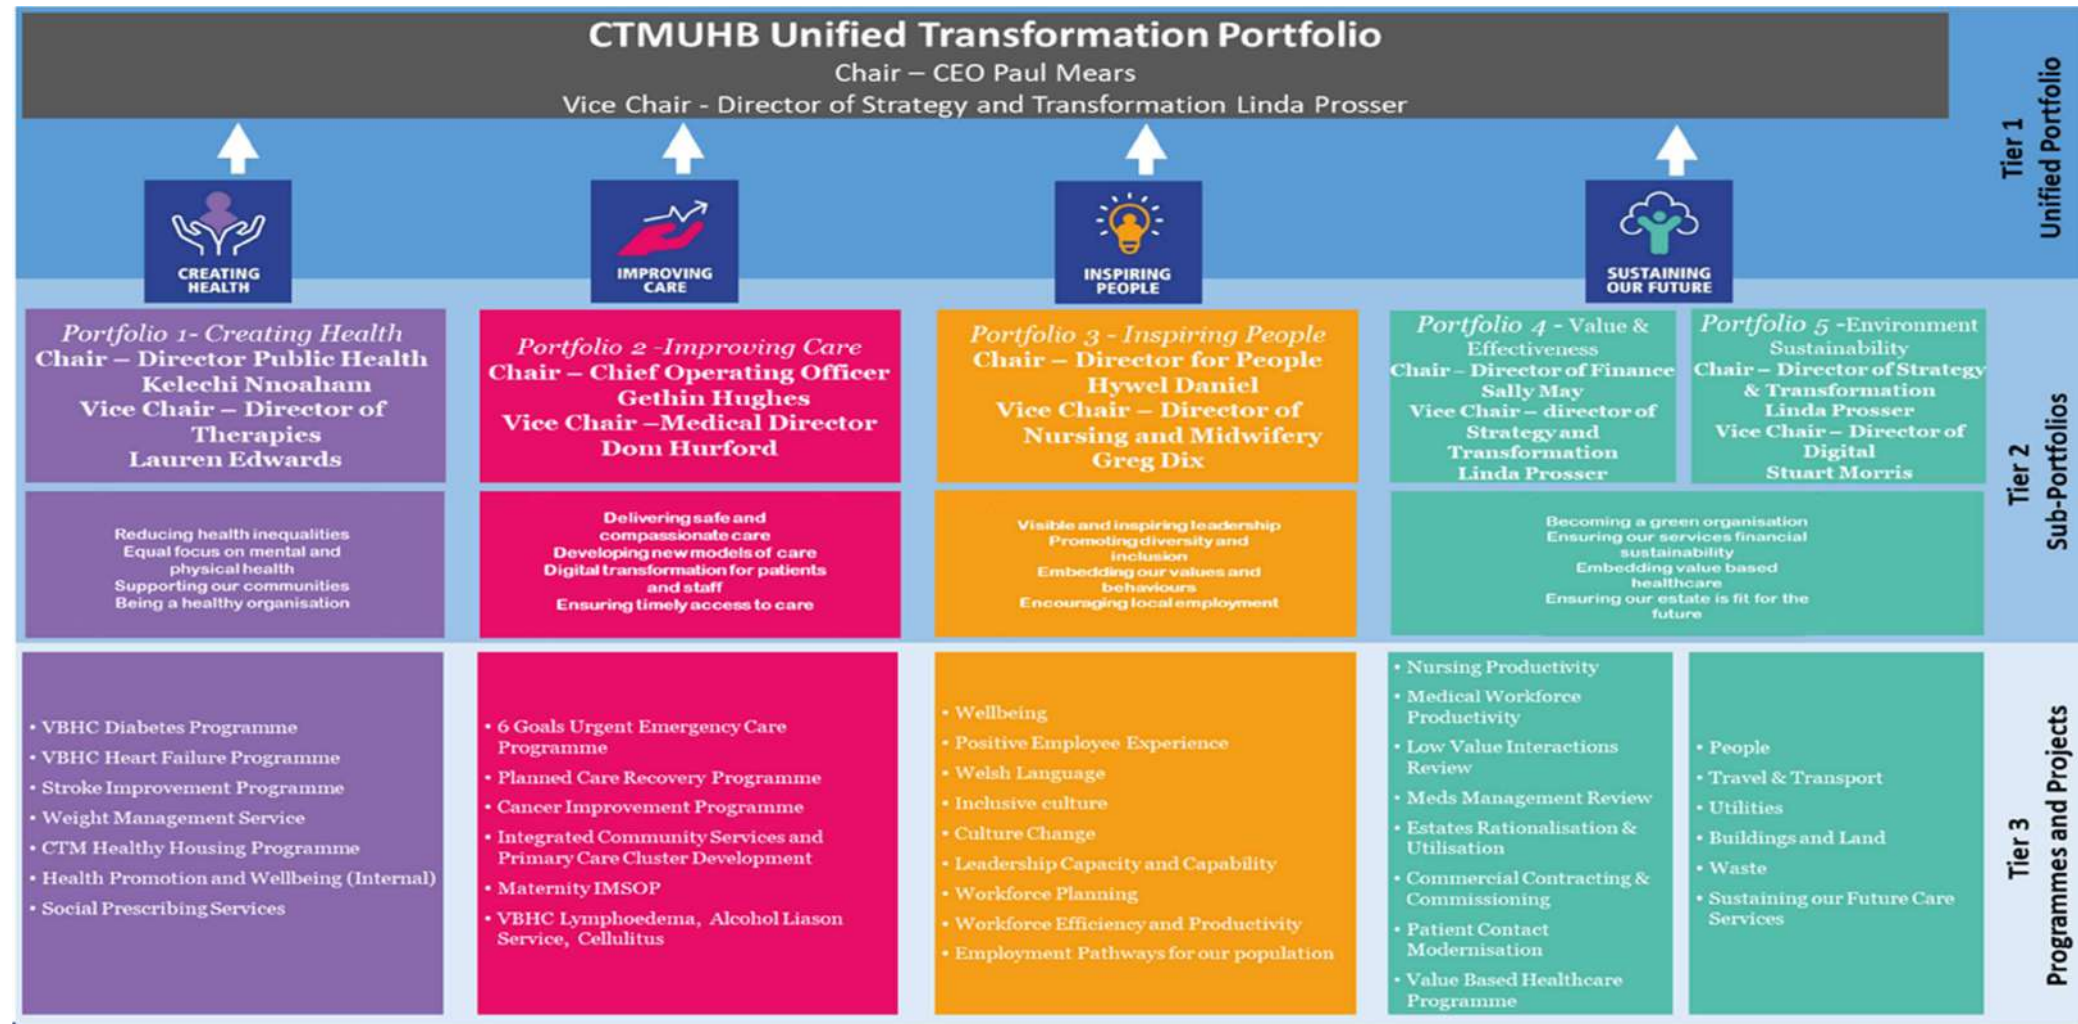 CTMUHB Unified Transformation Portfolio
Chair – CEO Paul Mears
Vice Chair - Director of Strategy and Transformation Linda Prosser
Tier 1
Unified Portfolio
CREATING
HEALTH
IMPROVING
CARE
INSPIRING
PEOPLE
SUSTAINING
OUR FUTURE
Portfolio 1- Creating Health
Chair – Director Public Health
Kelechi Nnoaham
Vice Chair – Director of
Therapies
Lauren Edwards
Portfolio 2 -Improving Care
Chair – Chief Operating Officer
Gethin Hughes
Vice Chair –Medical Director
Dom Hurford
Portfolio 3 - Inspiring People
Chair – Director for People
Hywel Daniel
Vice Chair – Director of
Nursing and Midwifery
Greg Dix
Portfolio 4 - Value &
Effectiveness
Chair – Director of Finance
Sally May
Vice Chair – director of
Strategy and
Transformation
Linda Prosser
Portfolio 5 -Environment
Sustainability
Chair – Director of Strategy
& Transformation
Linda Prosser
Vice Chair – Director of
Digital
Stuart Morris
Tier 2
Sub-Portfolios
Reducing health inequalities
Equal focus on mental and
physical health
Supporting our communities
Being a healthy organisation
Delivering safe and
compassionate care
Developing new models of care
Digital transformation for patients
and staff
Ensuring timely access to care
Visible and inspiring leadership
Promoting diversity and
inclusion
Embedding our values and
behaviours
Encouraging local employment
Becoming a green organisation
Ensuring our services financial
sustainability
Embedding value based
healthcare
Ensuring our estate is fit for the
future
• VBHC Diabetes Programme
• VBHC Heart Failure Programme
• Stroke Improvement Programme
• Weight Management Service
• CTM Healthy Housing Programme
• Health Promotion and Wellbeing (Internal)
• Social Prescribing Services
• 6 Goals Urgent Emergency Care
Programme
• Planned Care Recovery Programme
• Cancer Improvement Programme
• Integrated Community Services and
Primary Care Cluster Development
• Maternity IMSOP
• VBHC Lymphoedema, Alcohol Liason
Service, Cellulitus
• Wellbeing
• Positive Employee Experience
• Welsh Language
• Inclusive culture
• Culture Change
• Leadership Capacity and Capability
• Workforce Planning
• Workforce Efficiency and Productivity
• Employment Pathways for our population
• Nursing Productivity
• Medical Workforce
Productivity
• Low Value Interactions
Review
• Meds Management Review
• Estates Rationalisation &
Utilisation
• Commercial Contracting &
Commissioning
• Patient Contact
Modernisation
• Value Based Healthcare
Programme
• People
• Travel & Transport
• Utilities
• Buildings and Land
• Waste
• Sustaining our Future Care
Services
Tier 3
Programmes and Projects